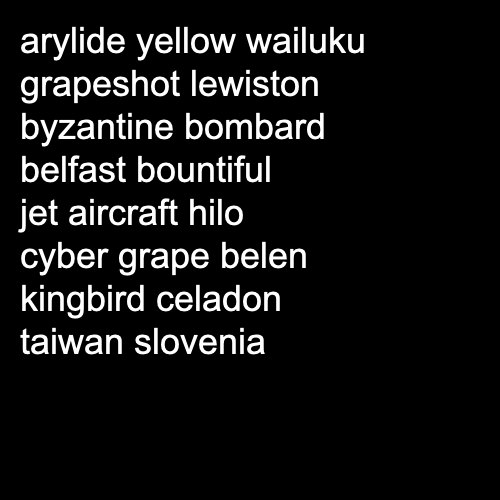 arylide yellow wailuku
grapeshot lewiston
byzantine bombard
belfast bountiful
jet aircraft hilo
cyber grape belen
kingbird celadon
taiwan slovenia